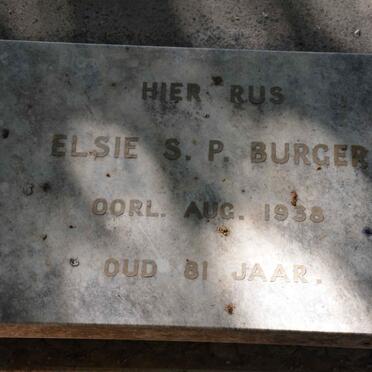 HIER RUS
ELSIE S. P. BURGER
OORL. AUG. 1938
OUD 81 JAAR.